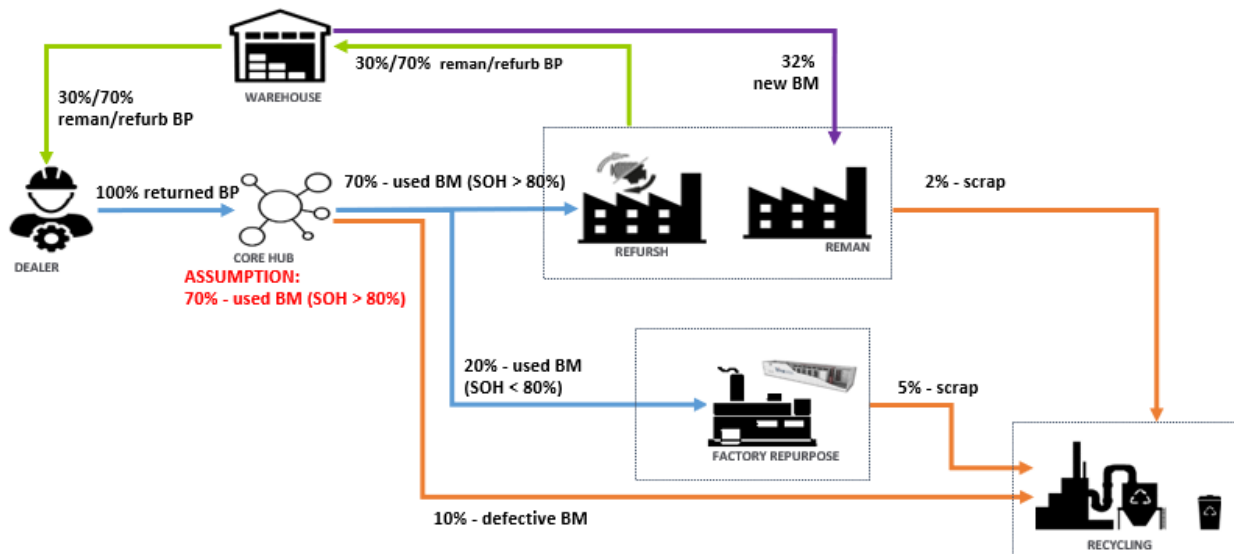 30%/70%
reman/refurb BP
WAREHOUSE
30%/70% reman/refurb BP
32%
new BM
DEALER
100% returned BP
CORE HUB
ASSUMPTION:
70% - used BM (SOH > 80%)
70% - used BM (SOH > 80%)
REFURSH
REMAN
2% - scrap
20% - used BM
(SOH < 80%)
FACTORY REPURPOSE
5% - scrap
10% - defective BM
RECYCLING